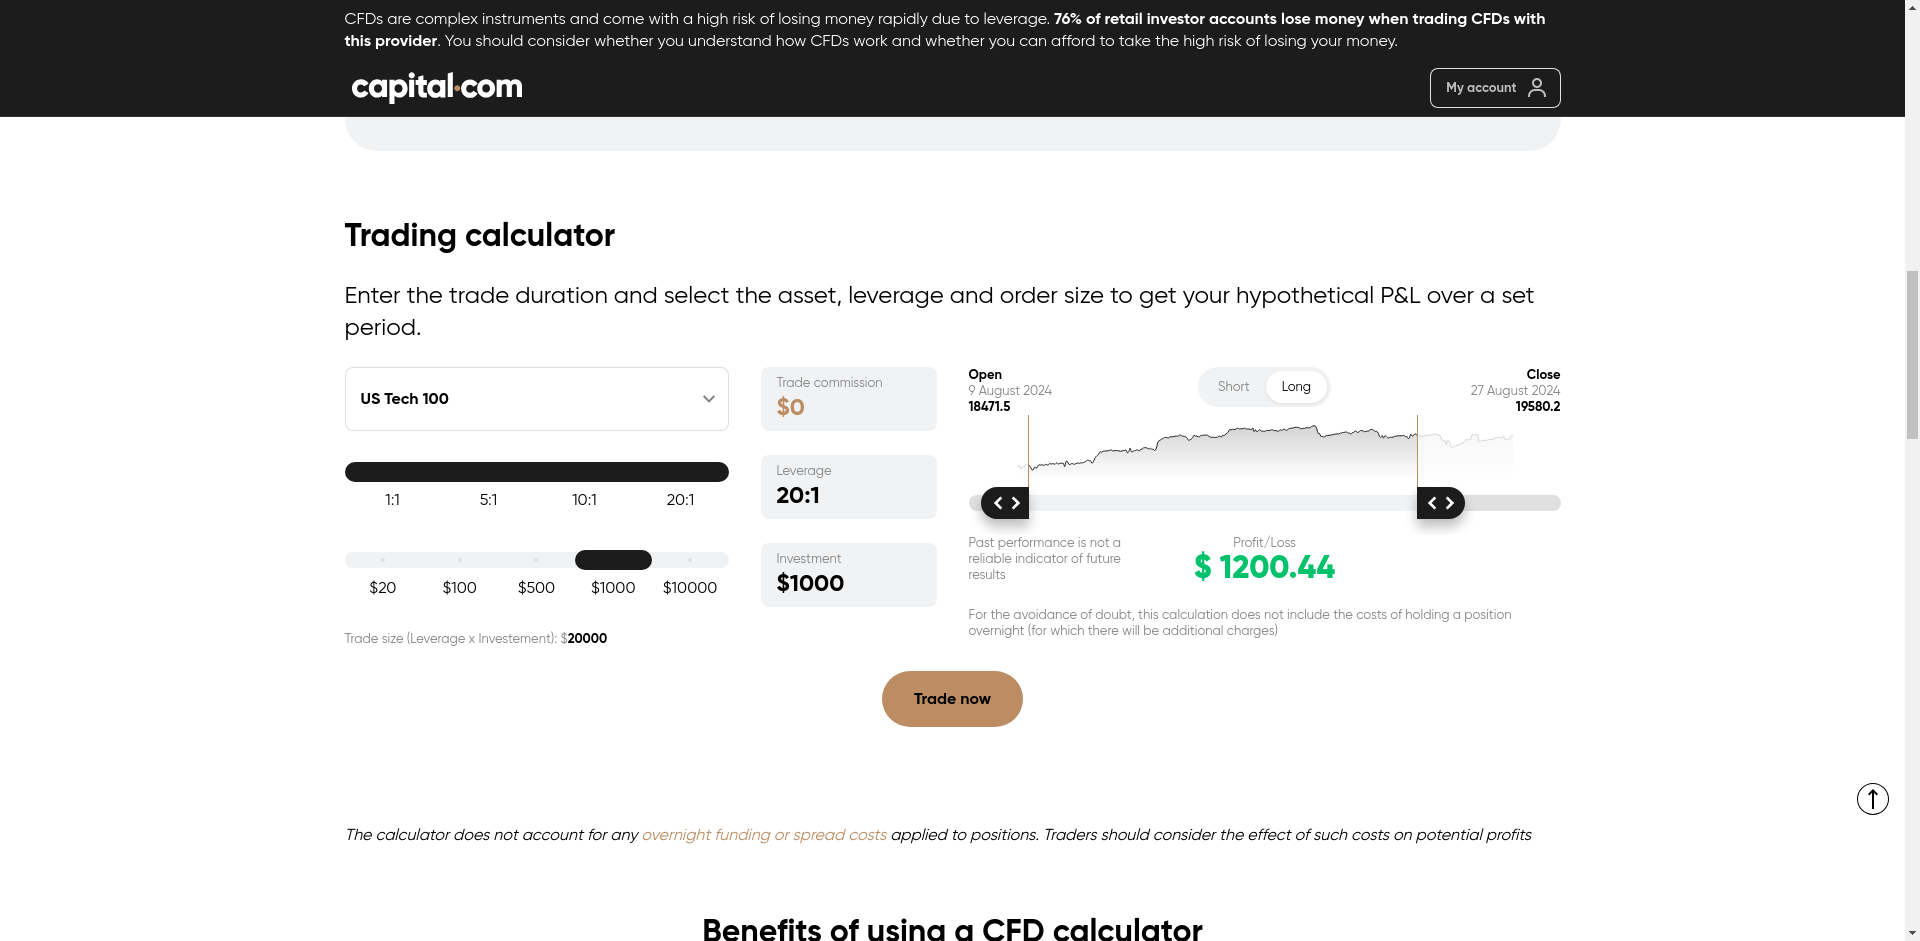 CFDs are complex instruments and come with a high risk of losing money rapidly due to leverage. 76% of retail investor accounts lose money when trading CFDs with
this provider. You should consider whether you understand how CFDs work and whether you can afford to take the high risk of losing your money.
capital.com
My account
Trading calculator
Enter the trade duration and select the asset, leverage and order size to get your hypothetical P&L over a set
period.
US Tech 100
1:1 5:1 10:1 20:1
$20 $100 $500 $1000 $10000
Trade size (Leverage x Investement): $20000
Trade commission
$0
Leverage
20:1
Investment
$1000
Open
9 August 2024
18471.5
Short Long
Close
27 August 2024
19580.2
Past performance is not a
reliable indicator of future
results
Profit/Loss
$ 1200.44
For the avoidance of doubt, this calculation does not include the costs of holding a position
overnight (for which there will be additional charges)
Trade now
The calculator does not account for any overnight funding or spread costs applied to positions. Traders should consider the effect of such costs on potential profits
Benefits of using a CFD calculator